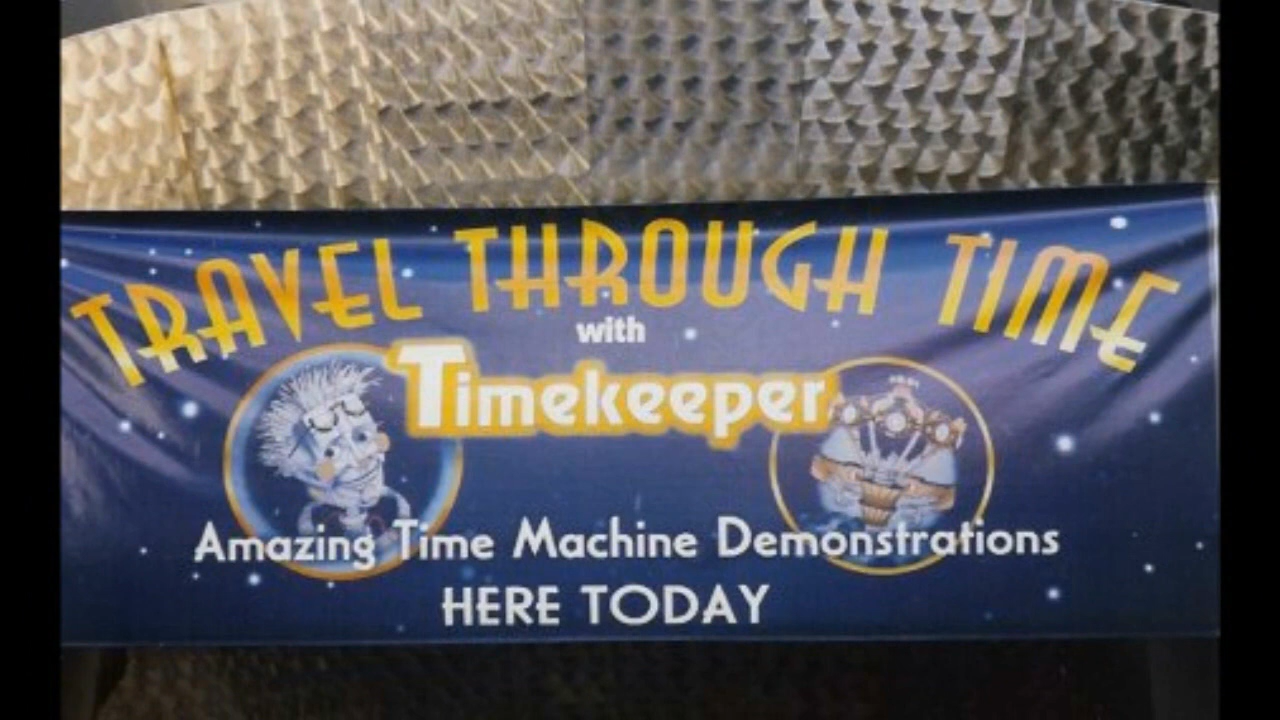 TRAVEL THROUGH TIME
with
Timekeeper
Amazing Time Machine Demonstrations
HERE TODAY